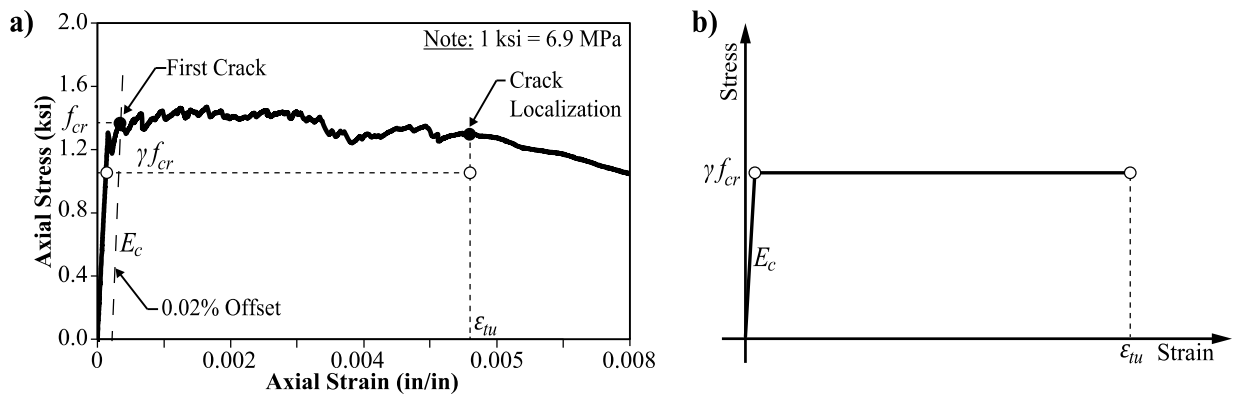 a)
2.0
1.6
1.2
0.8
0.4
0.0
Axial Stress (ksi)
Note: 1 ksi = 6.9 MPa
First Crack
Crack
Localization
f_cr
γf_cr
E_c
0.02% Offset
ε_tu
0
0.002
0.004
0.005
0.008
Axial Strain (in/in)
b)
Stress
γf_cr
E_c
ε_tu
Strain